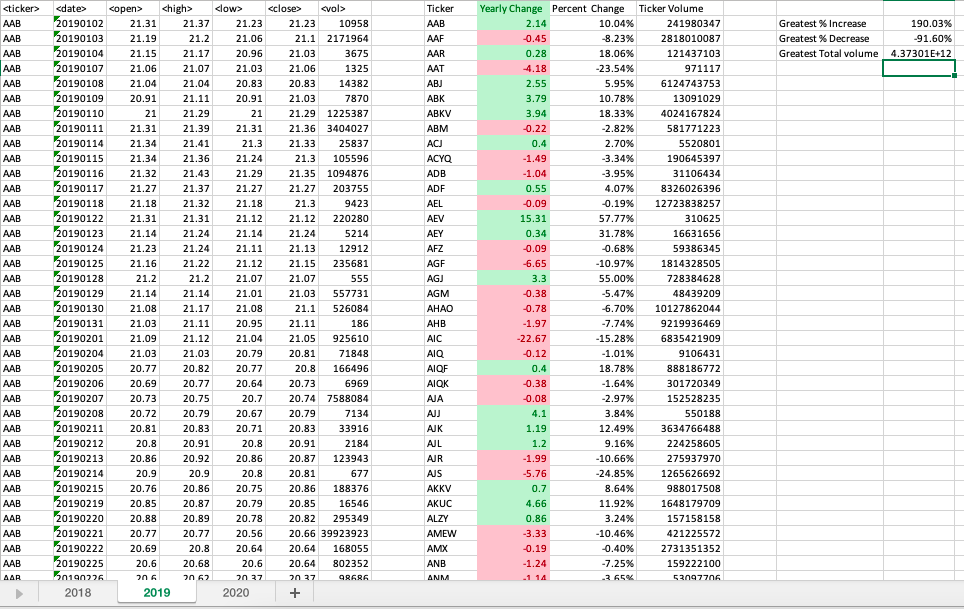 <ticker> <date> <open> <high> <low> <close> <vol> Ticker Yearly Change Percent Change Ticker Volume
AAB 20190102 21.31 21.37 21.23 21.23 10958 AAB 2.14 10.04% 241980347 Greatest % Increase 190.03%
AAB 20190103 21.19 21.2 21.06 21.1 2171964 AAF -0.45 -8.23% 2818010087 Greatest % Decrease -91.60%
AAB 20190104 21.15 21.17 20.96 21.03 3675 AAR 0.28 18.06% 121437103 Greatest Total volume 4.37301E+12
AAB 20190107 21.06 21.07 21.03 21.06 1325 AAT -4.18 -23.54% 971117
AAB 20190108 21.04 21.04 20.83 20.83 14382 ABJ 2.55 5.95% 6124743753
AAB 20190109 20.91 21.11 20.91 21.03 7870 ABK 3.79 10.78% 13091029
AAB 20190110 21 21.29 21 21.29 1225387 ABKV 3.94 18.33% 4024167824
AAB 20190111 21.31 21.39 21.31 21.36 3404027 ABM -0.22 -2.82% 581771223
AAB 20190114 21.34 21.41 21.3 21.33 25837 ACJ 0.4 2.70% 5520801
AAB 20190115 21.34 21.36 21.24 21.3 105596 ACYQ -1.49 -3.34% 190645397
AAB 20190116 21.32 21.43 21.29 21.35 1094876 ADB -1.04 -3.95% 31106434
AAB 20190117 21.27 21.37 21.27 21.27 203755 ADF 0.55 4.07% 8326026396
AAB 20190118 21.18 21.32 21.18 21.3 9423 AEL -0.09 -0.19% 12723838257
AAB 20190122 21.31 21.31 21.12 21.12 220280 AEV 15.31 57.77% 310625
AAB 20190123 21.14 21.24 21.14 21.24 5214 AEY 0.34 31.78% 16631656
AAB 20190124 21.23 21.24 21.11 21.13 12912 AFZ -0.09 -0.68% 59386345
AAB 20190125 21.16 21.22 21.12 21.15 235681 AGF -6.65 -10.97% 1814328505
AAB 20190128 21.2 21.2 21.07 21.07 555 AGJ 3.3 55.00% 728384628
AAB 20190129 21.14 21.14 21.01 21.03 557731 AGM -0.38 -5.47% 48439209
AAB 20190130 21.08 21.17 21.08 21.1 526084 AHAO -0.78 -6.70% 10127862044
AAB 20190131 21.03 21.11 20.95 21.11 186 AHB -1.97 -7.74% 9219936469
AAB 20190201 21.09 21.12 21.04 21.05 925610 AIC -22.67 -15.28% 6835421909
AAB 20190204 21.03 21.03 20.79 20.81 71848 AIQ -0.12 -1.01% 9106431
AAB 20190205 20.77 20.82 20.77 20.8 166496 AIQF 0.4 18.78% 888186772
AAB 20190206 20.69 20.77 20.64 20.73 6969 AIQK -0.38 -1.64% 301720349
AAB 20190207 20.73 20.75 20.7 20.74 7588084 AJA -0.08 -2.97% 152528235
AAB 20190208 20.72 20.79 20.67 20.79 7134 AJJ 4.1 3.84% 550188
AAB 20190211 20.81 20.83 20.71 20.83 33916 AJK 1.19 12.49% 3634766488
AAB 20190212 20.8 20.91 20.8 20.91 2184 AJL 1.2 9.16% 224258605
AAB 20190213 20.86 20.92 20.86 20.87 123943 AJR -1.99 -10.66% 275937970
AAB 20190214 20.9 20.9 20.8 20.81 677 AJS -5.76 -24.85% 1265626692
AAB 20190215 20.76 20.86 20.75 20.86 188376 AKKV 0.7 8.64% 988017508
AAB 20190219 20.85 20.87 20.79 20.85 16546 AKUC 4.66 11.92% 1648179709
AAB 20190220 20.88 20.89 20.78 20.82 295349 ALZY 0.86 3.24% 157158158
AAB 20190221 20.77 20.77 20.56 20.66 39923923 AMEW -3.33 -10.46% 421225572
AAB 20190222 20.69 20.8 20.64 20.64 168055 AMX -0.19 -0.40% 2731351352
AAB 20190225 20.6 20.68 20.6 20.64 802352 ANB -1.24 -7.25% 159222100
AAB 20190226 20.6 20.62 20.37 20.37 98686 ANM -1.14 -3.65% 53097706
2018 2019 2020 +